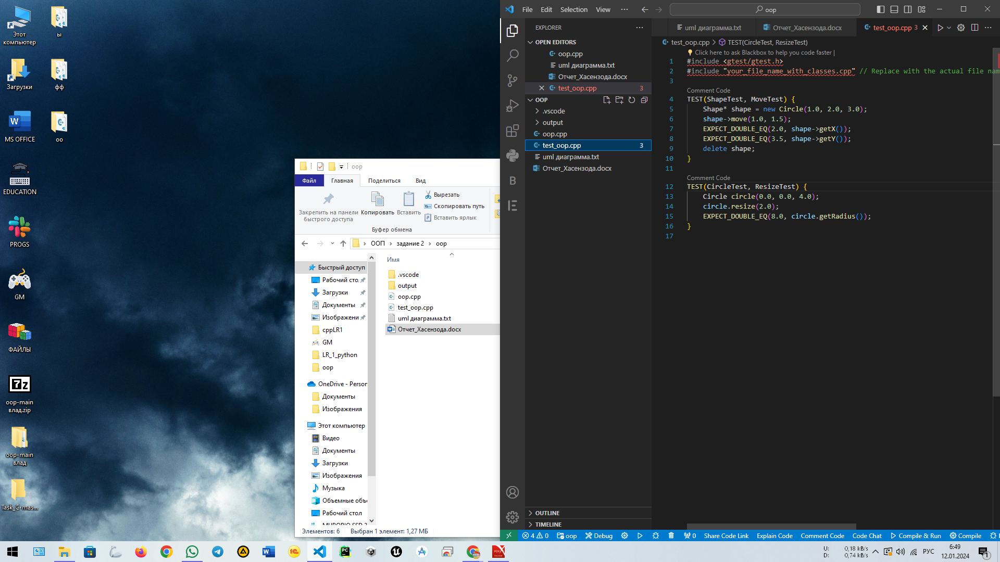 Этот
компьютер
ы
Загрузки
фф
MS OFFICE
оо
EDUCATION
PROGS
GM
ФАЙЛЫ
7z
oop-main
влад.zip
oop-main
влад
Task_C-mas...
oop
Файл
Главная
Поделиться
Вид
Закрепить на панели
быстрого доступа
Копировать
Вставить
Вырезать
Скопировать путь
Вставить ярлык
Буфер обмена
ООП
задание 2
oop
Имя
Быстрый доступ
Рабочий сто.
Загрузки
Документы
Изображени
cppLR1
GM
LR_1_python
oop
OneDrive - Person
Документы
Изображения
Этот компьютер
Видео
Документы
Загрузки
Изображения
Музыка
Объемные объе
Рабочий стол
.vscode
output
oop.cpp
test_oop.cpp
uml диаграмма.txt
Отчет_Хасензода.docx
Элементов: 6
Выбран 1 элемент: 1,27 МБ
File
Edit
Selection
View
oop
EXPLORER
OPEN EDITORS
oop.cpp
uml диаграмма.txt
Отчет_Хасензода.docx
test_oop.cpp 3
OOP
.vscode
output
oop.cpp
test_oop.cpp 3
uml диаграмма.txt
Отчет_Хасензода.docx
OUTLINE
TIMELINE
uml диаграмма.txt
Отчет_Хасензода.docx
test_oop.cpp 3
test_oop.cpp > TEST(CircleTest, ResizeTest)
Click here to ask Blackbox to help you code faster |
1 #include <gtest/gtest.h>
2 #include "your_file_name_with_classes.cpp" // Replace with the actual file nam
3
Comment Code
4 TEST(ShapeTest, MoveTest) {
5 Shape* shape = new Circle(1.0, 2.0, 3.0);
6 shape->move(1.0, 1.5);
7 EXPECT_DOUBLE_EQ(2.0, shape->getX());
8 EXPECT_DOUBLE_EQ(3.5, shape->getY());
9 delete shape;
10 }
11
Comment Code
12 TEST(CircleTest, ResizeTest) {
13 Circle circle(0.0, 0.0, 4.0);
14 circle.resize(2.0);
15 EXPECT_DOUBLE_EQ(8.0, circle.getRadius());
16 }
17
4 0
oop
Debug
0
Share Code Link
Explain Code
Comment Code
Code Chat
Compile & Run
Compile
U: 0,18 kB/s
D: 0,74 kB/s
РУС
6:49
12.01.2024
1